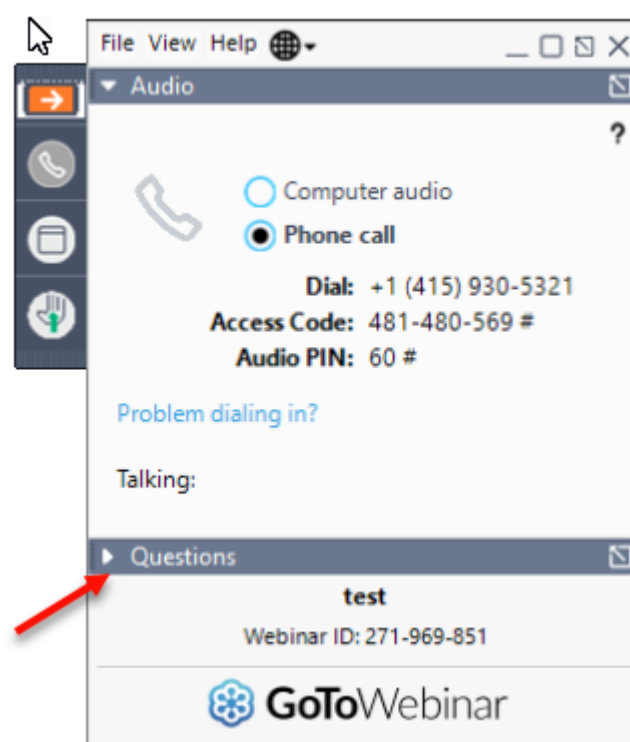 File View Help
Audio
?
Computer audio
Phone call
Dial: +1 (415) 930-5321
Access Code: 481-480-569 #
Audio PIN: 60 #
Problem dialing in?
Talking:
Questions
test
Webinar ID: 271-969-851
GoToWebinar